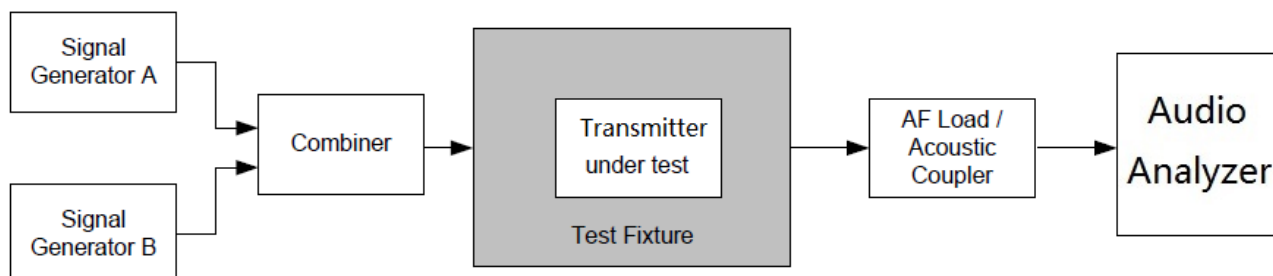 Signal
Generator A
Signal
Generator B
Combiner
Transmitter
under test
Test Fixture
AF Load /
Acoustic
Coupler
Audio
Analyzer